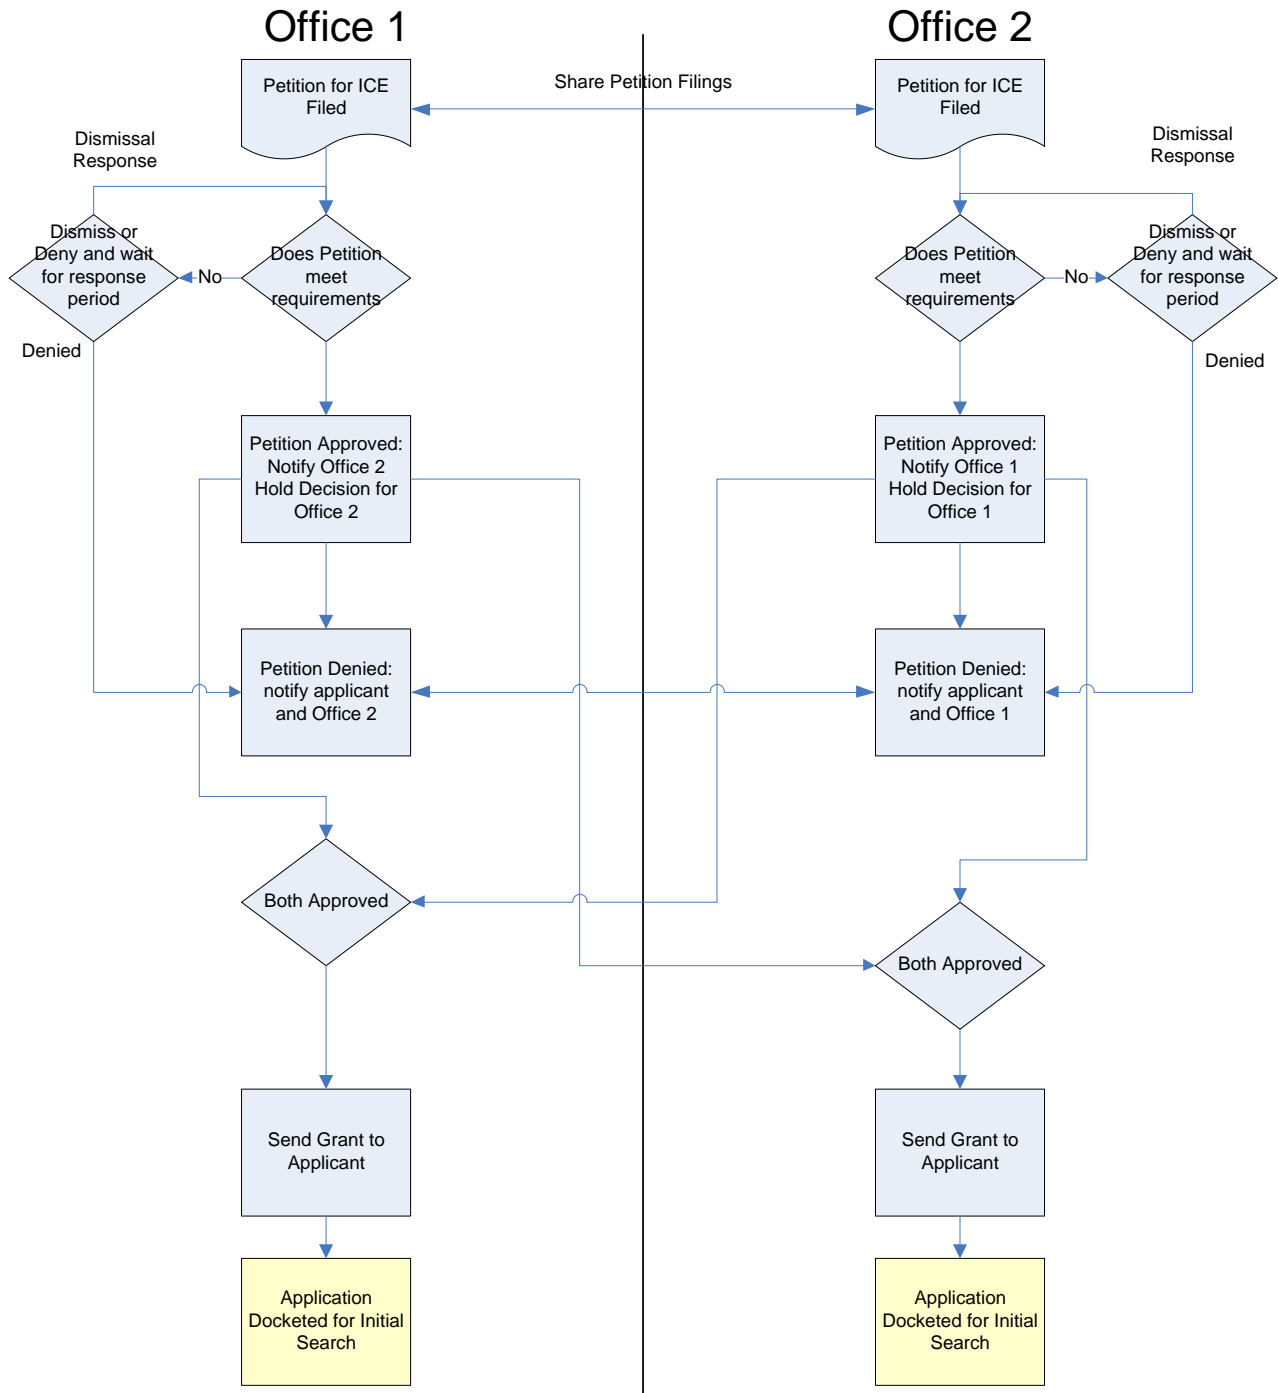 Office 1
Office 2
Petition for ICE
Filed
Share Petition Filings
Petition for ICE
Filed
Dismissal
Response
Dismissal
Response
Dismiss or
Deny and wait
for response
period
No
Does Petition
meet
requirements
Does Petition
meet
requirements
No
Dismiss or
Deny and wait
for response
period
Denied
Denied
Petition Approved:
Notify Office 2
Hold Decision for
Office 2
Petition Approved:
Notify Office 1
Hold Decision for
Office 1
Petition Denied:
notify applicant
and Office 2
Petition Denied:
notify applicant
and Office 1
Both Approved
Both Approved
Send Grant to
Applicant
Send Grant to
Applicant
Application
Docketed for Initial
Search
Application
Docketed for Initial
Search